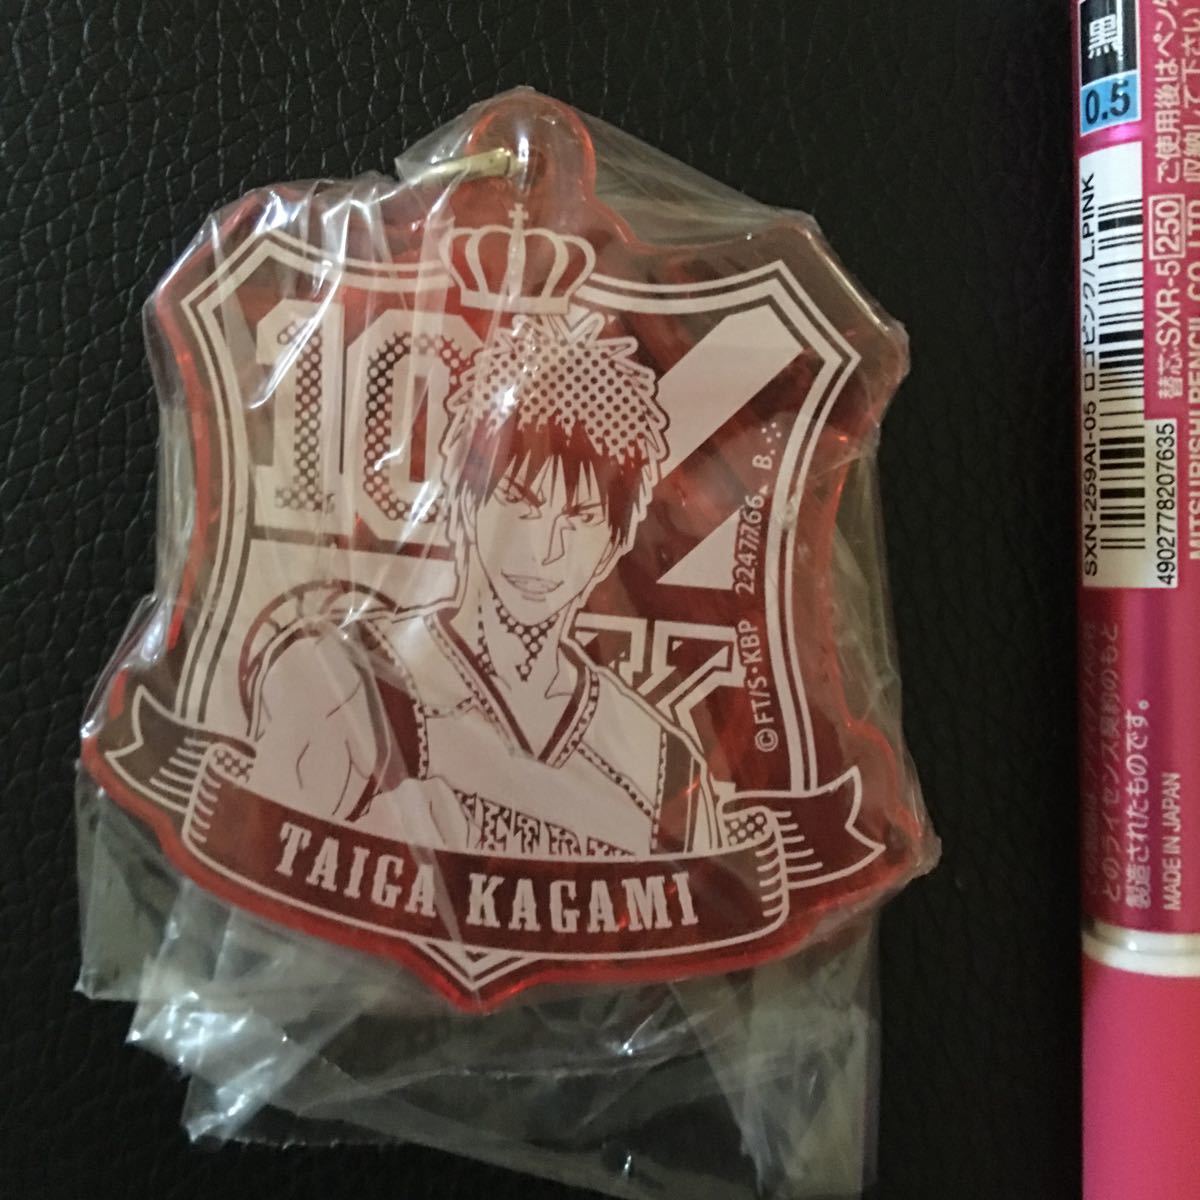 10
K
©FT/S・KBP 2247766. B.∴
TAIGA KAGAMI
黒
0.5
SXN-259AI-05 ロゴピンク/L.PINK
4902778207635
替芯:SXR-5 250
ご使用後はペン
収納して下さい
MITSUBISHI PENCIL CO., LTD.
とのライセンス契約のもと
製造されたものです。
MADE IN JAPAN